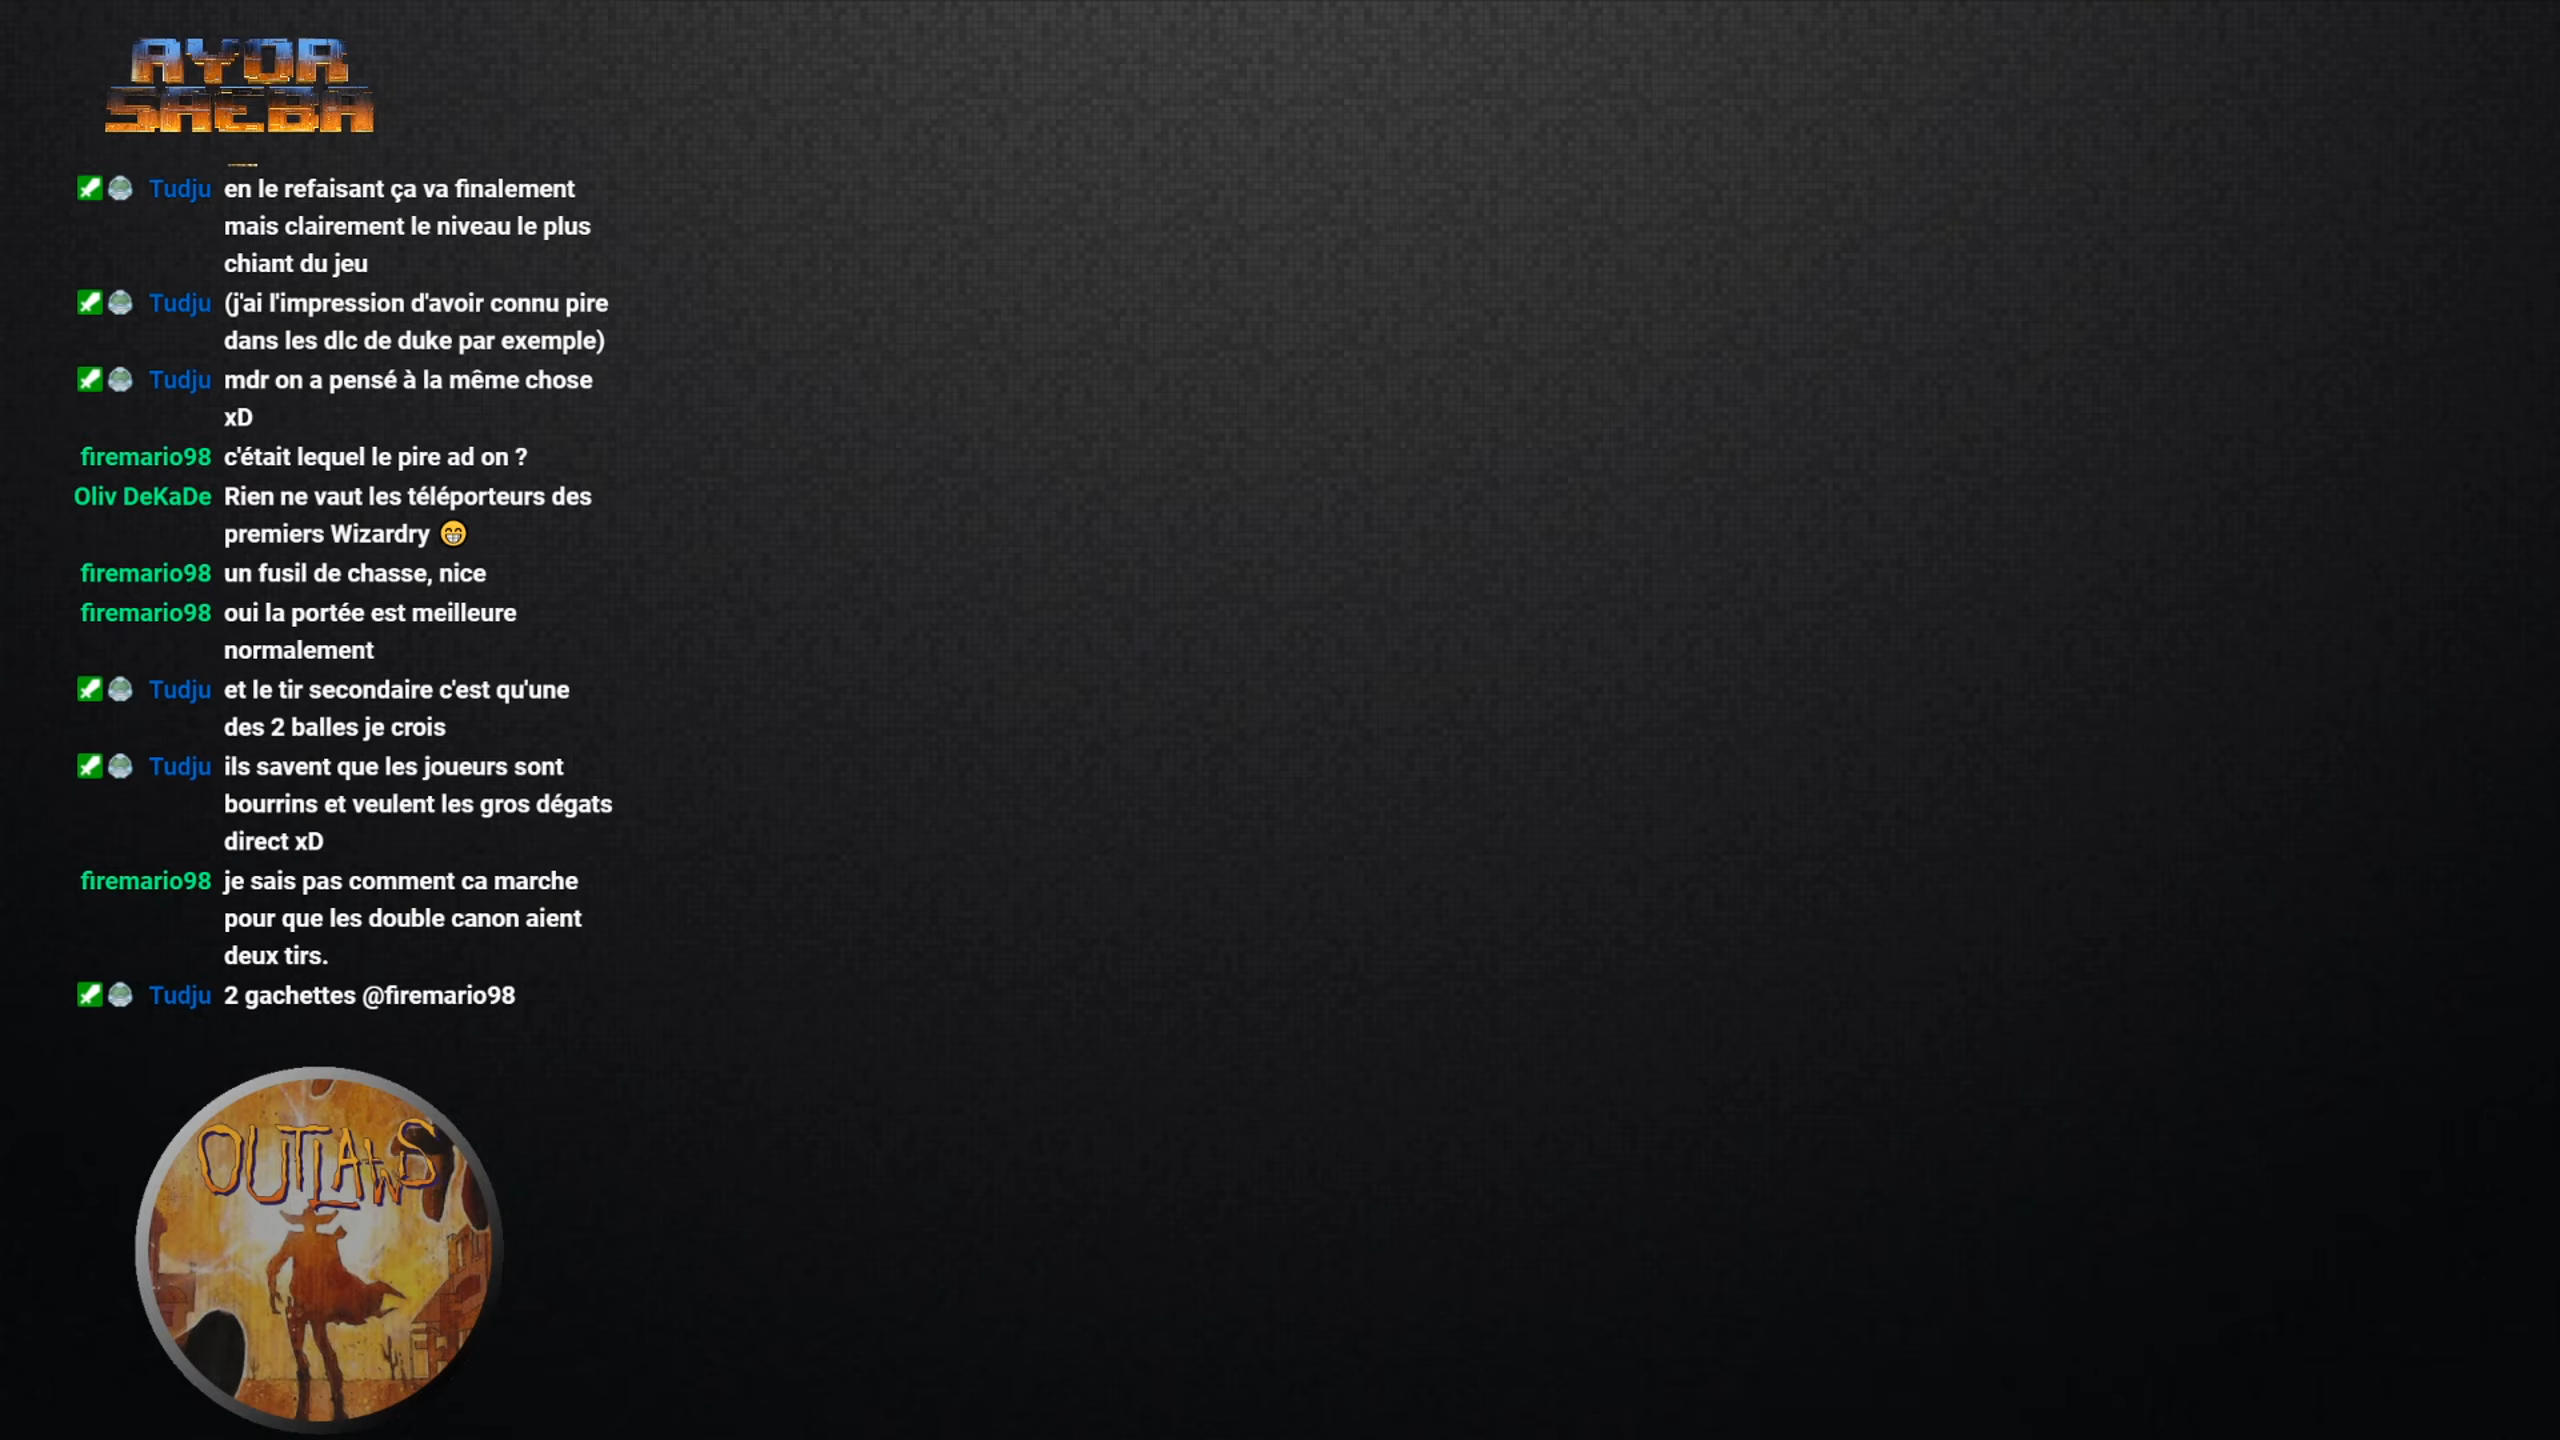 AYOR
SAEBA
Tudju en le refaisant ça va finalement
mais clairement le niveau le plus
chiant du jeu
Tudju (j'ai l'impression d'avoir connu pire
dans les dlc de duke par exemple)
Tudju mdr on a pensé à la même chose
xD
firemario98 c'était lequel le pire ad on ?
Oliv DeKaDe Rien ne vaut les téléporteurs des
premiers Wizardry 😁
firemario98 un fusil de chasse, nice
firemario98 oui la portée est meilleure
normalement
Tudju et le tir secondaire c'est qu'une
des 2 balles je crois
Tudju ils savent que les joueurs sont
bourrins et veulent les gros dégats
direct xD
firemario98 je sais pas comment ca marche
pour que les double canon aient
deux tirs.
Tudju 2 gachettes @firemario98
OUTLAWS